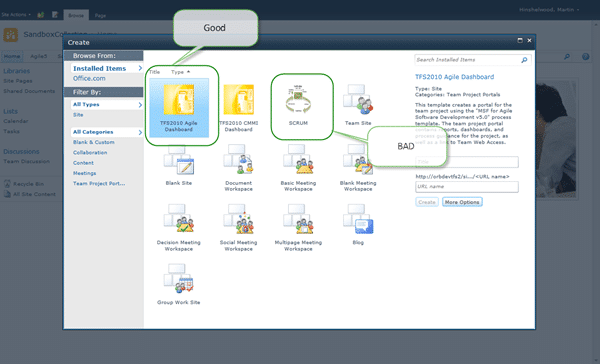 Site Actions
Browse
Page
Hinshelwood, Martin
SandboxCollection
Home
Libraries
Site Pages
Shared Documents
Lists
Calendar
Tasks
Discussions
Team Discussion
Recycle Bin
All Site Content
Good
Create
Browse From:
Installed Items
Office.com
Filter By:
All Types
Site
All Categories
Blank & Custom
Collaboration
Content
Meetings
Team Project Port...
Title Type
TFS2010 Agile
Dashboard
TFS2010 CMMI
Dashboard
SCRUM
Team Site
Blank Site
Document
Workspace
Basic Meeting
Workspace
Blank Meeting
Workspace
Decision Meeting
Workspace
Social Meeting
Workspace
Multipage Meeting
Workspace
Blog
Group Work Site
BAD
Search Installed Items
TFS2010 Agile Dashboard
Type: Site
Categories: Team Project Portals
This template creates a portal for the
team project using the "MSF for Agile
Software Development v5.0" process
template. The team project portal
reports, dashboards, and
process guidance for the project, as
link to Team Web Access.
Title
http://orbdevtfs2/si.../<URL name>
URL name
Create
More Options